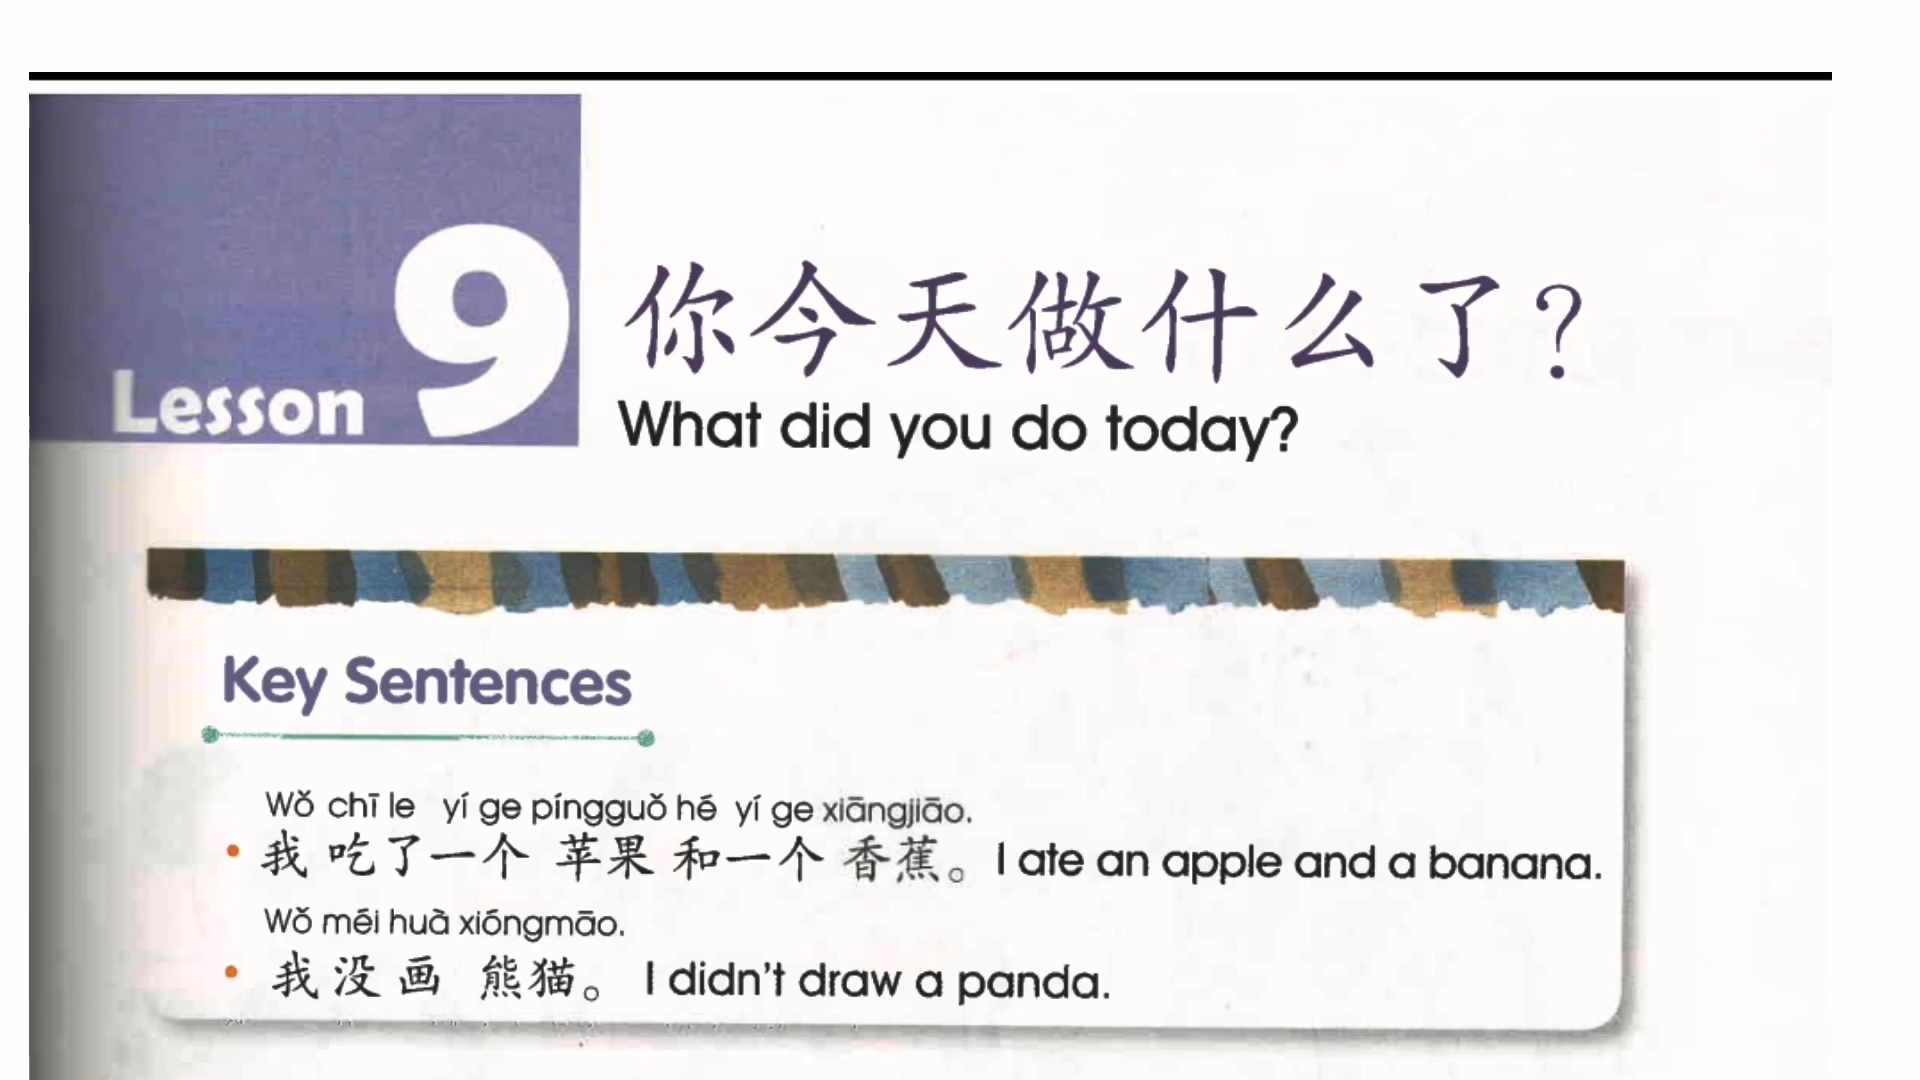 Lesson 9
你今天做什么了？
What did you do today?
Key Sentences
Wǒ chī le yí ge píngguǒ hé yí ge xiāngjiāo.
• 我吃了一个苹果和一个香蕉。 I ate an apple and a banana.
Wǒ méi huà xióngmāo.
• 我没画熊猫。 I didn't draw a panda.